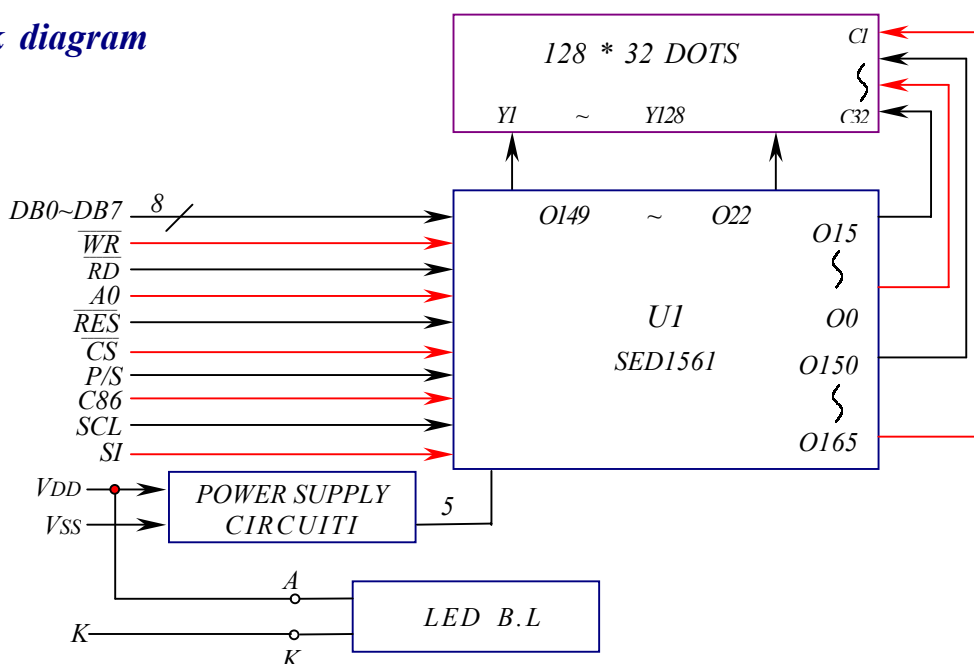 diagram
128 * 32 DOTS
C1
Y1 ~ Y128
C32
DB0~DB7
8
WR
RD
A0
RES
CS
P/S
C86
SCL
SI
O149 ~ O22
O15
O0
O150
O165
U1
SED1561
VDD
VSS
POWER SUPPLY
CIRCUITI
5
A
K
K
LED B.L